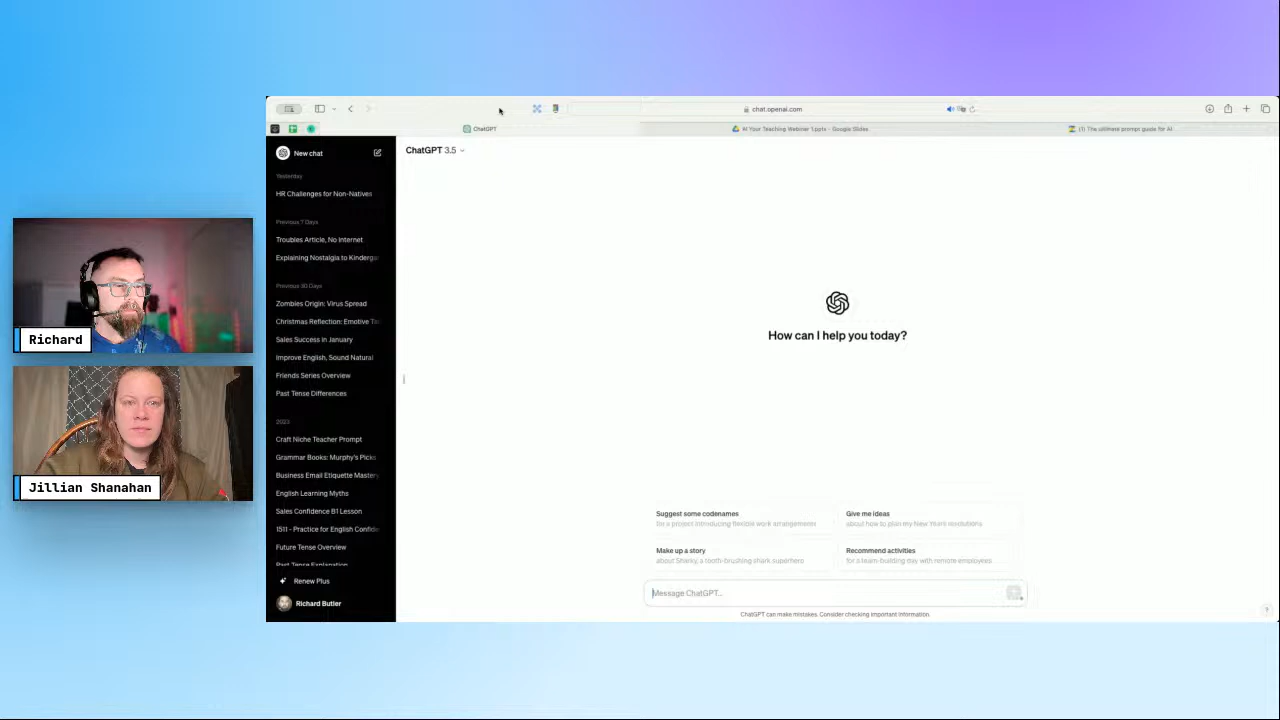 chat.openai.com
ChatGPT
AI Your Teaching Webinar 1.pptx - Google Slides
(1) The ultimate prompt guide for AI
New chat
ChatGPT 3.5
Yesterday
HR Challenges for Non-Natives
Previous 7 Days
Troubles Article, No Internet
Explaining Nostalgia to Kinderga
Previous 30 Days
Zombies Origin: Virus Spread
Christmas Reflection: Emotive Ta
Sales Success in January
Improve English, Sound Natural
Friends Series Overview
Past Tense Differences
2023
Craft Niche Teacher Prompt
Grammar Books: Murphy's Picks
Business Email Etiquette Mastery
English Learning Myths
Sales Confidence B1 Lesson
1511 - Practice for English Confide
Future Tense Overview
Past Tense Explanation
Renew Plus
Richard Butler
How can I help you today?
Suggest some codenames
for a project introducing flexible work arrangements
Give me ideas
about how to plan my New Years resolutions
Make up a story
about Sharky, a tooth-brushing shark superhero
Recommend activities
for a team-building day with remote employees
Message ChatGPT...
ChatGPT can make mistakes. Consider checking important information.
Richard
Jillian Shanahan